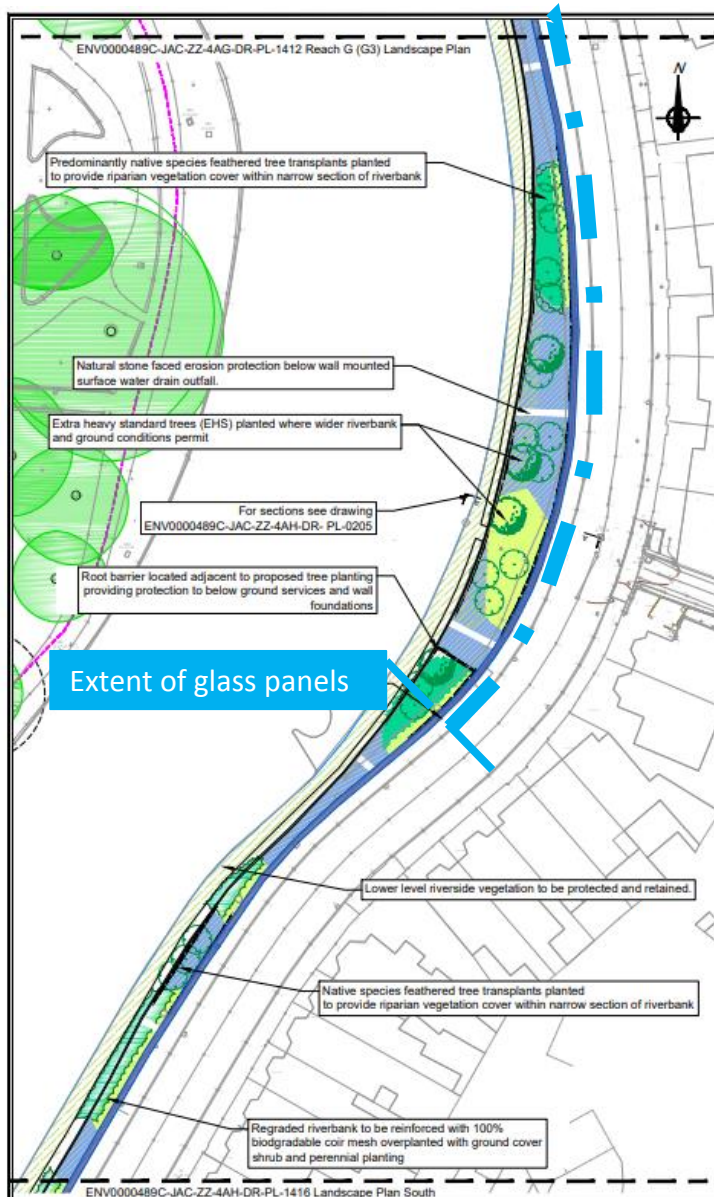 ENV0000489C-JAC-ZZ-4AG-DR-PL-1412 Reach G (G3) Landscape Plan
N
Predominantly native species feathered tree transplants planted
to provide riparian vegetation cover within narrow section of riverbank
Natural stone faced erosion protection below wall mounted
surface water drain outfall.
Extra heavy standard trees (EHS) planted where wider riverbank
and ground conditions permit
For sections see drawing
ENV0000489C-JAC-ZZ-4AH-DR- PL-0205
Root barrier located adjacent to proposed tree planting
providing protection to below ground services and wall
foundations
Extent of glass panels
Lower level riverside vegetation to be protected and retained.
Native species feathered tree transplants planted
to provide riparian vegetation cover within narrow section of riverbank
Regraded riverbank to be reinforced with 100%
biodgradable coir mesh overplanted with ground cover
shrub and perennial planting
ENV0000489C-JAC-ZZ-4AH-DR-PL-1416 Landscape Plan South